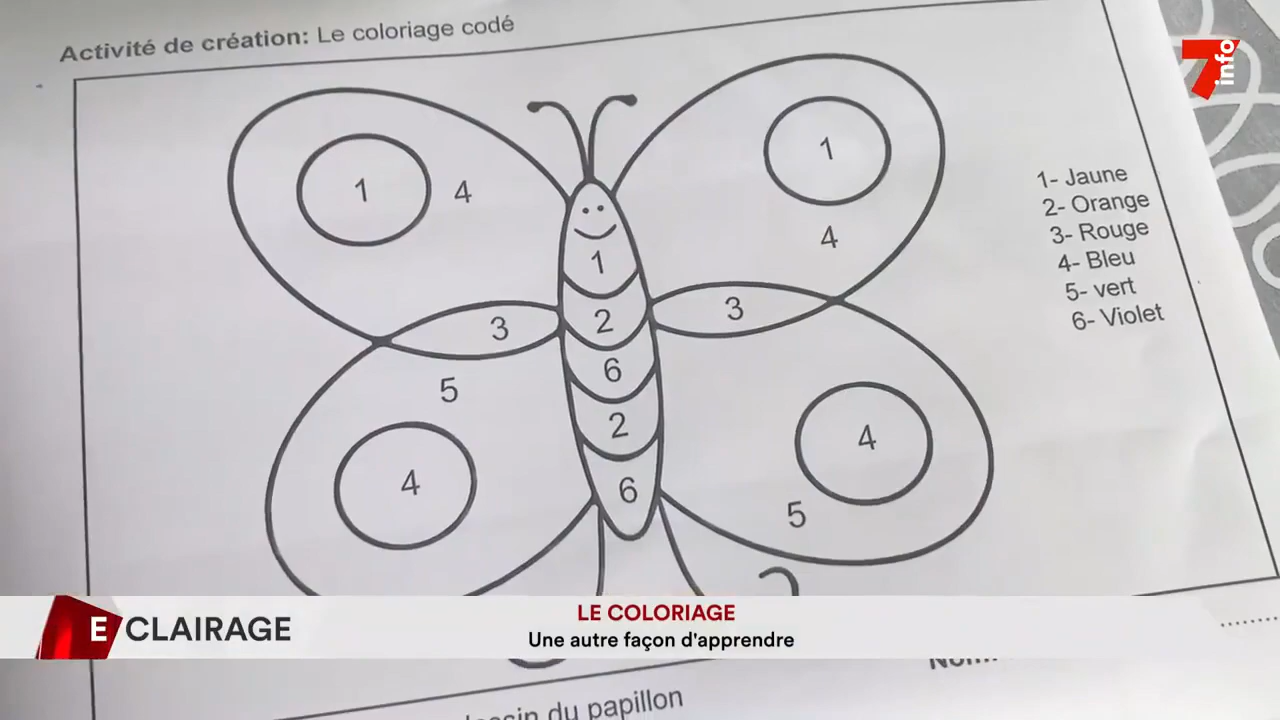 Activité de création: Le coloriage codé
7 info
1
4
1
4
1- Jaune
2- Orange
3- Rouge
4- Bleu
5- vert
6- Violet
1
2
3
3
6
5
2
4
4
6
5
ECLAIRAGE
LE COLORIAGE
Une autre façon d'apprendre
du papillon